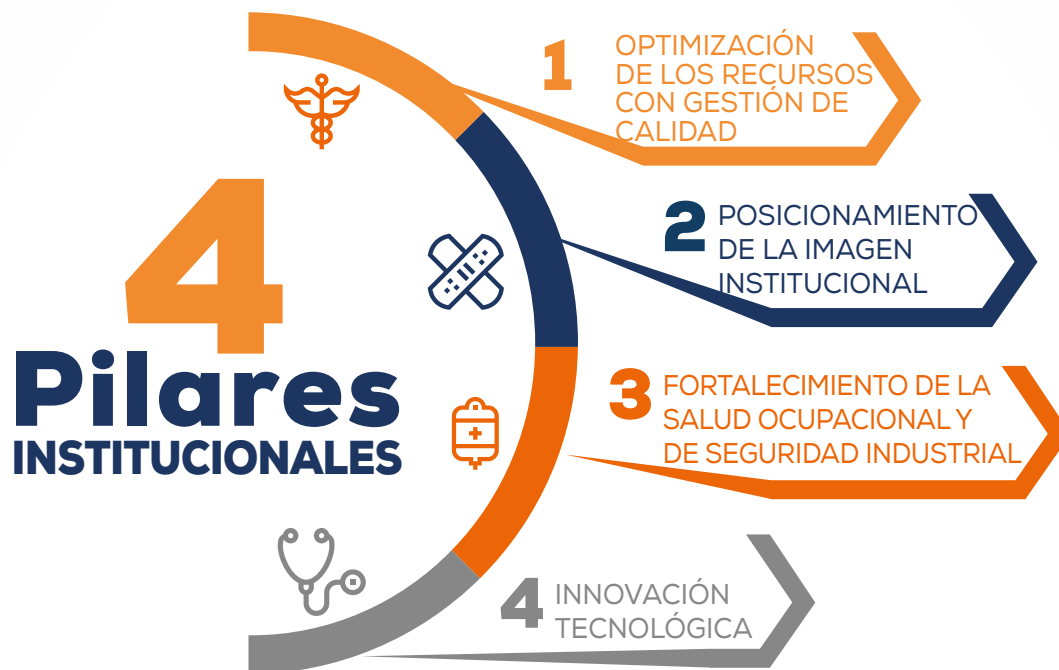 4
Pilares
INSTITUCIONALES
1
OPTIMIZACIÓN
DE LOS RECURSOS
CON GESTIÓN DE
CALIDAD
2
POSICIONAMIENTO
DE LA IMAGEN
INSTITUCIONAL
3
FORTALECIMIENTO DE LA
SALUD OCUPACIONAL Y
DE SEGURIDAD INDUSTRIAL
4
INNOVACIÓN
TECNOLÓGICA